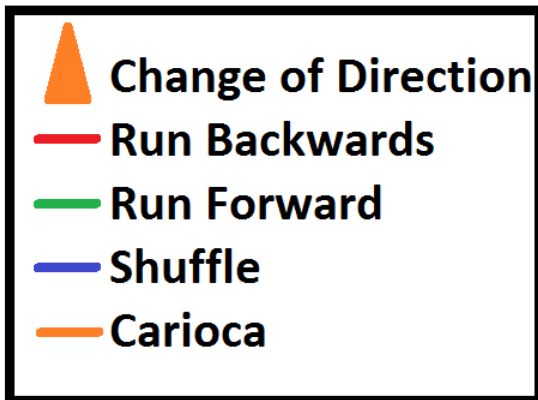 Change of Direction
Run Backwards
Run Forward
Shuffle
Carioca